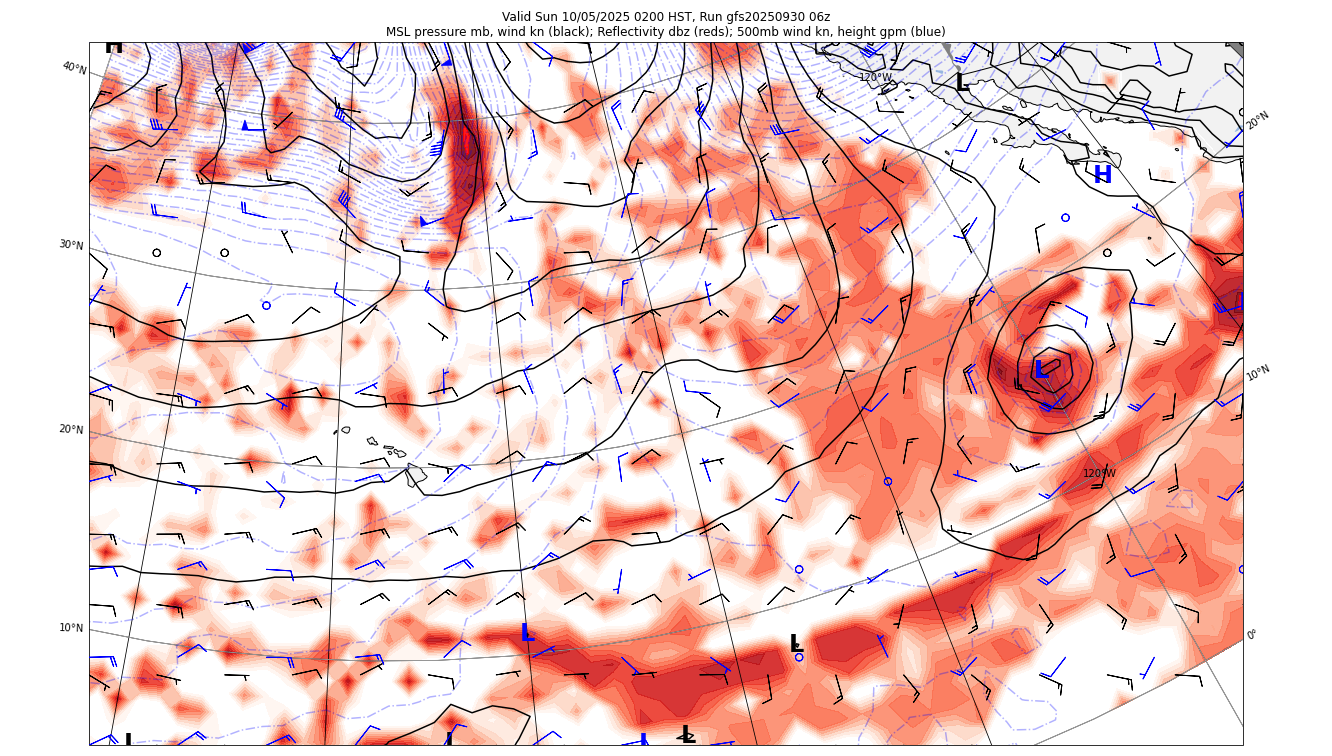 Valid Sun 10/05/2025 0200 HST, Run gfs20250930 06z
MSL pressure mb, wind kn (black); Reflectivity dbz (reds); 500mb wind kn, height gpm (blue)
H
40°N
120°W
L
20°N
H
30°N
L
10°N
20°N
120°W
10°N
L
L
0°
L
L
L
L